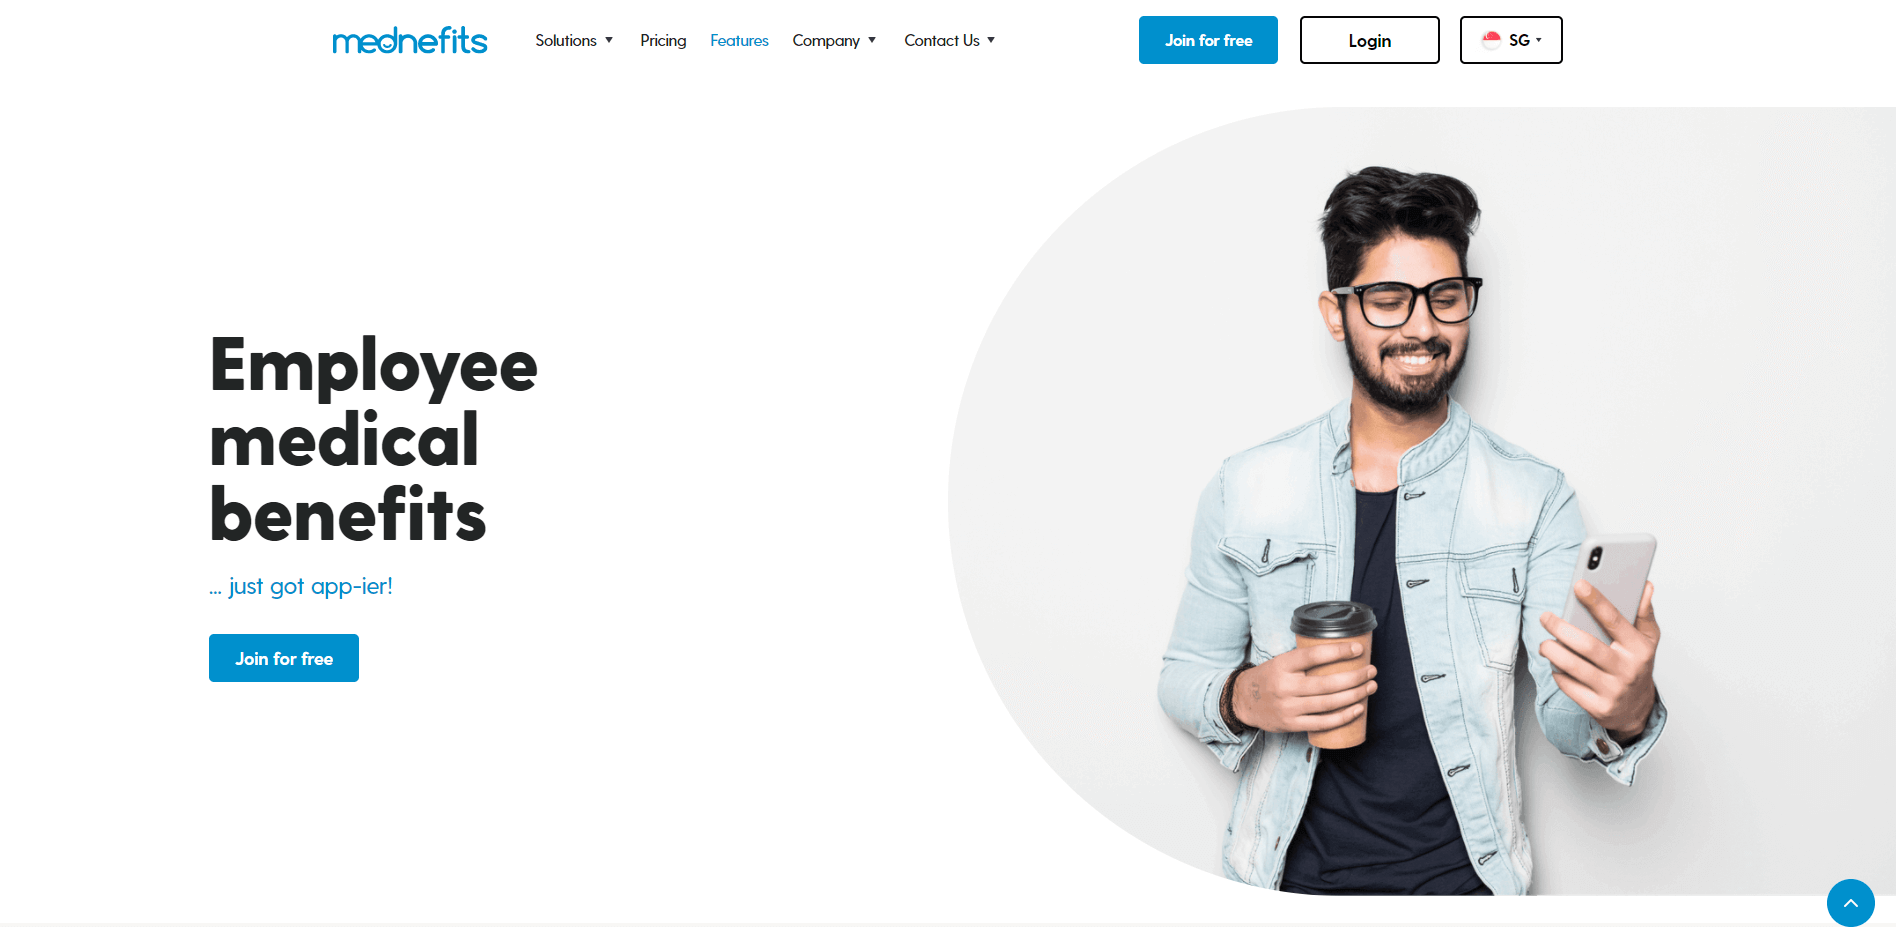 mednefits
Solutions
Pricing
Features
Company
Contact Us
Join for free
Login
SG
Employee
medical
benefits
... just got app-ier!
Join for free